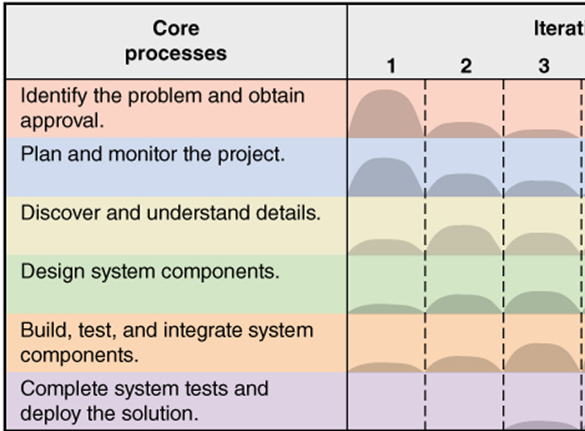 Core
processes
Iterati
1 2 3
Identify the problem and obtain
approval.
Plan and monitor the project.
Discover and understand details.
Design system components.
Build, test, and integrate system
components.
Complete system tests and
deploy the solution.